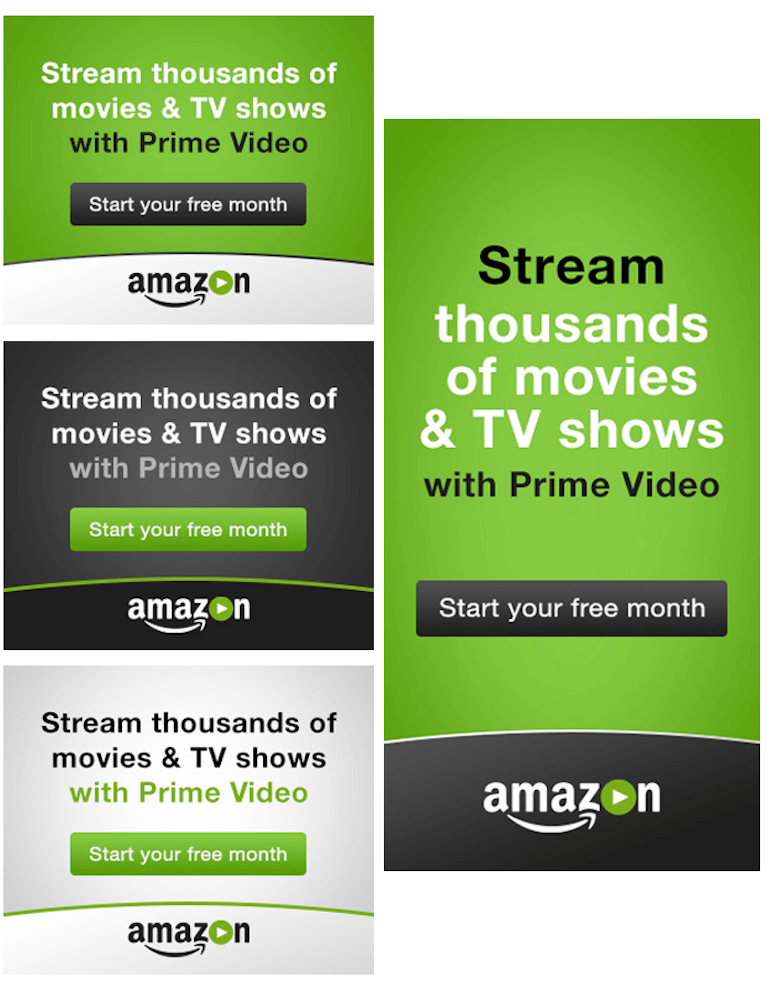 Stream thousands of
movies & TV shows
with Prime Video
Start your free month
amazon
Stream thousands of
movies & TV shows
with Prime Video
Start your free month
amazon
Stream thousands of
movies & TV shows
with Prime Video
Start your free month
amazon
Stream
thousands
of movies
& TV shows
with Prime Video
Start your free month
amazon